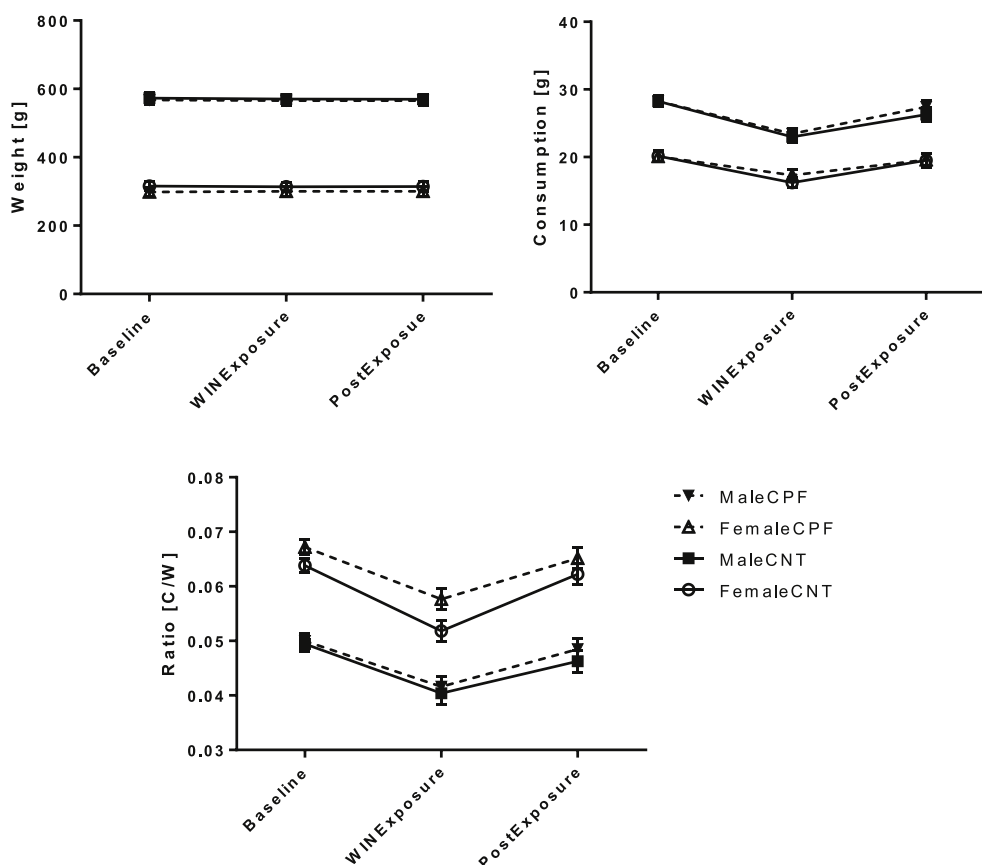 800
600
400
200
0
Weight [g]
Baseline
WINExposure
PostExposue
40
30
20
10
0
Consumption [g]
Baseline
WINExposure
PostExposure
0.08
0.07
0.06
0.05
0.04
0.03
Ratio [C/W]
Baseline
WINExposure
PostExposure
MaleCPF
FemaleCPF
MaleCNT
FemaleCNT